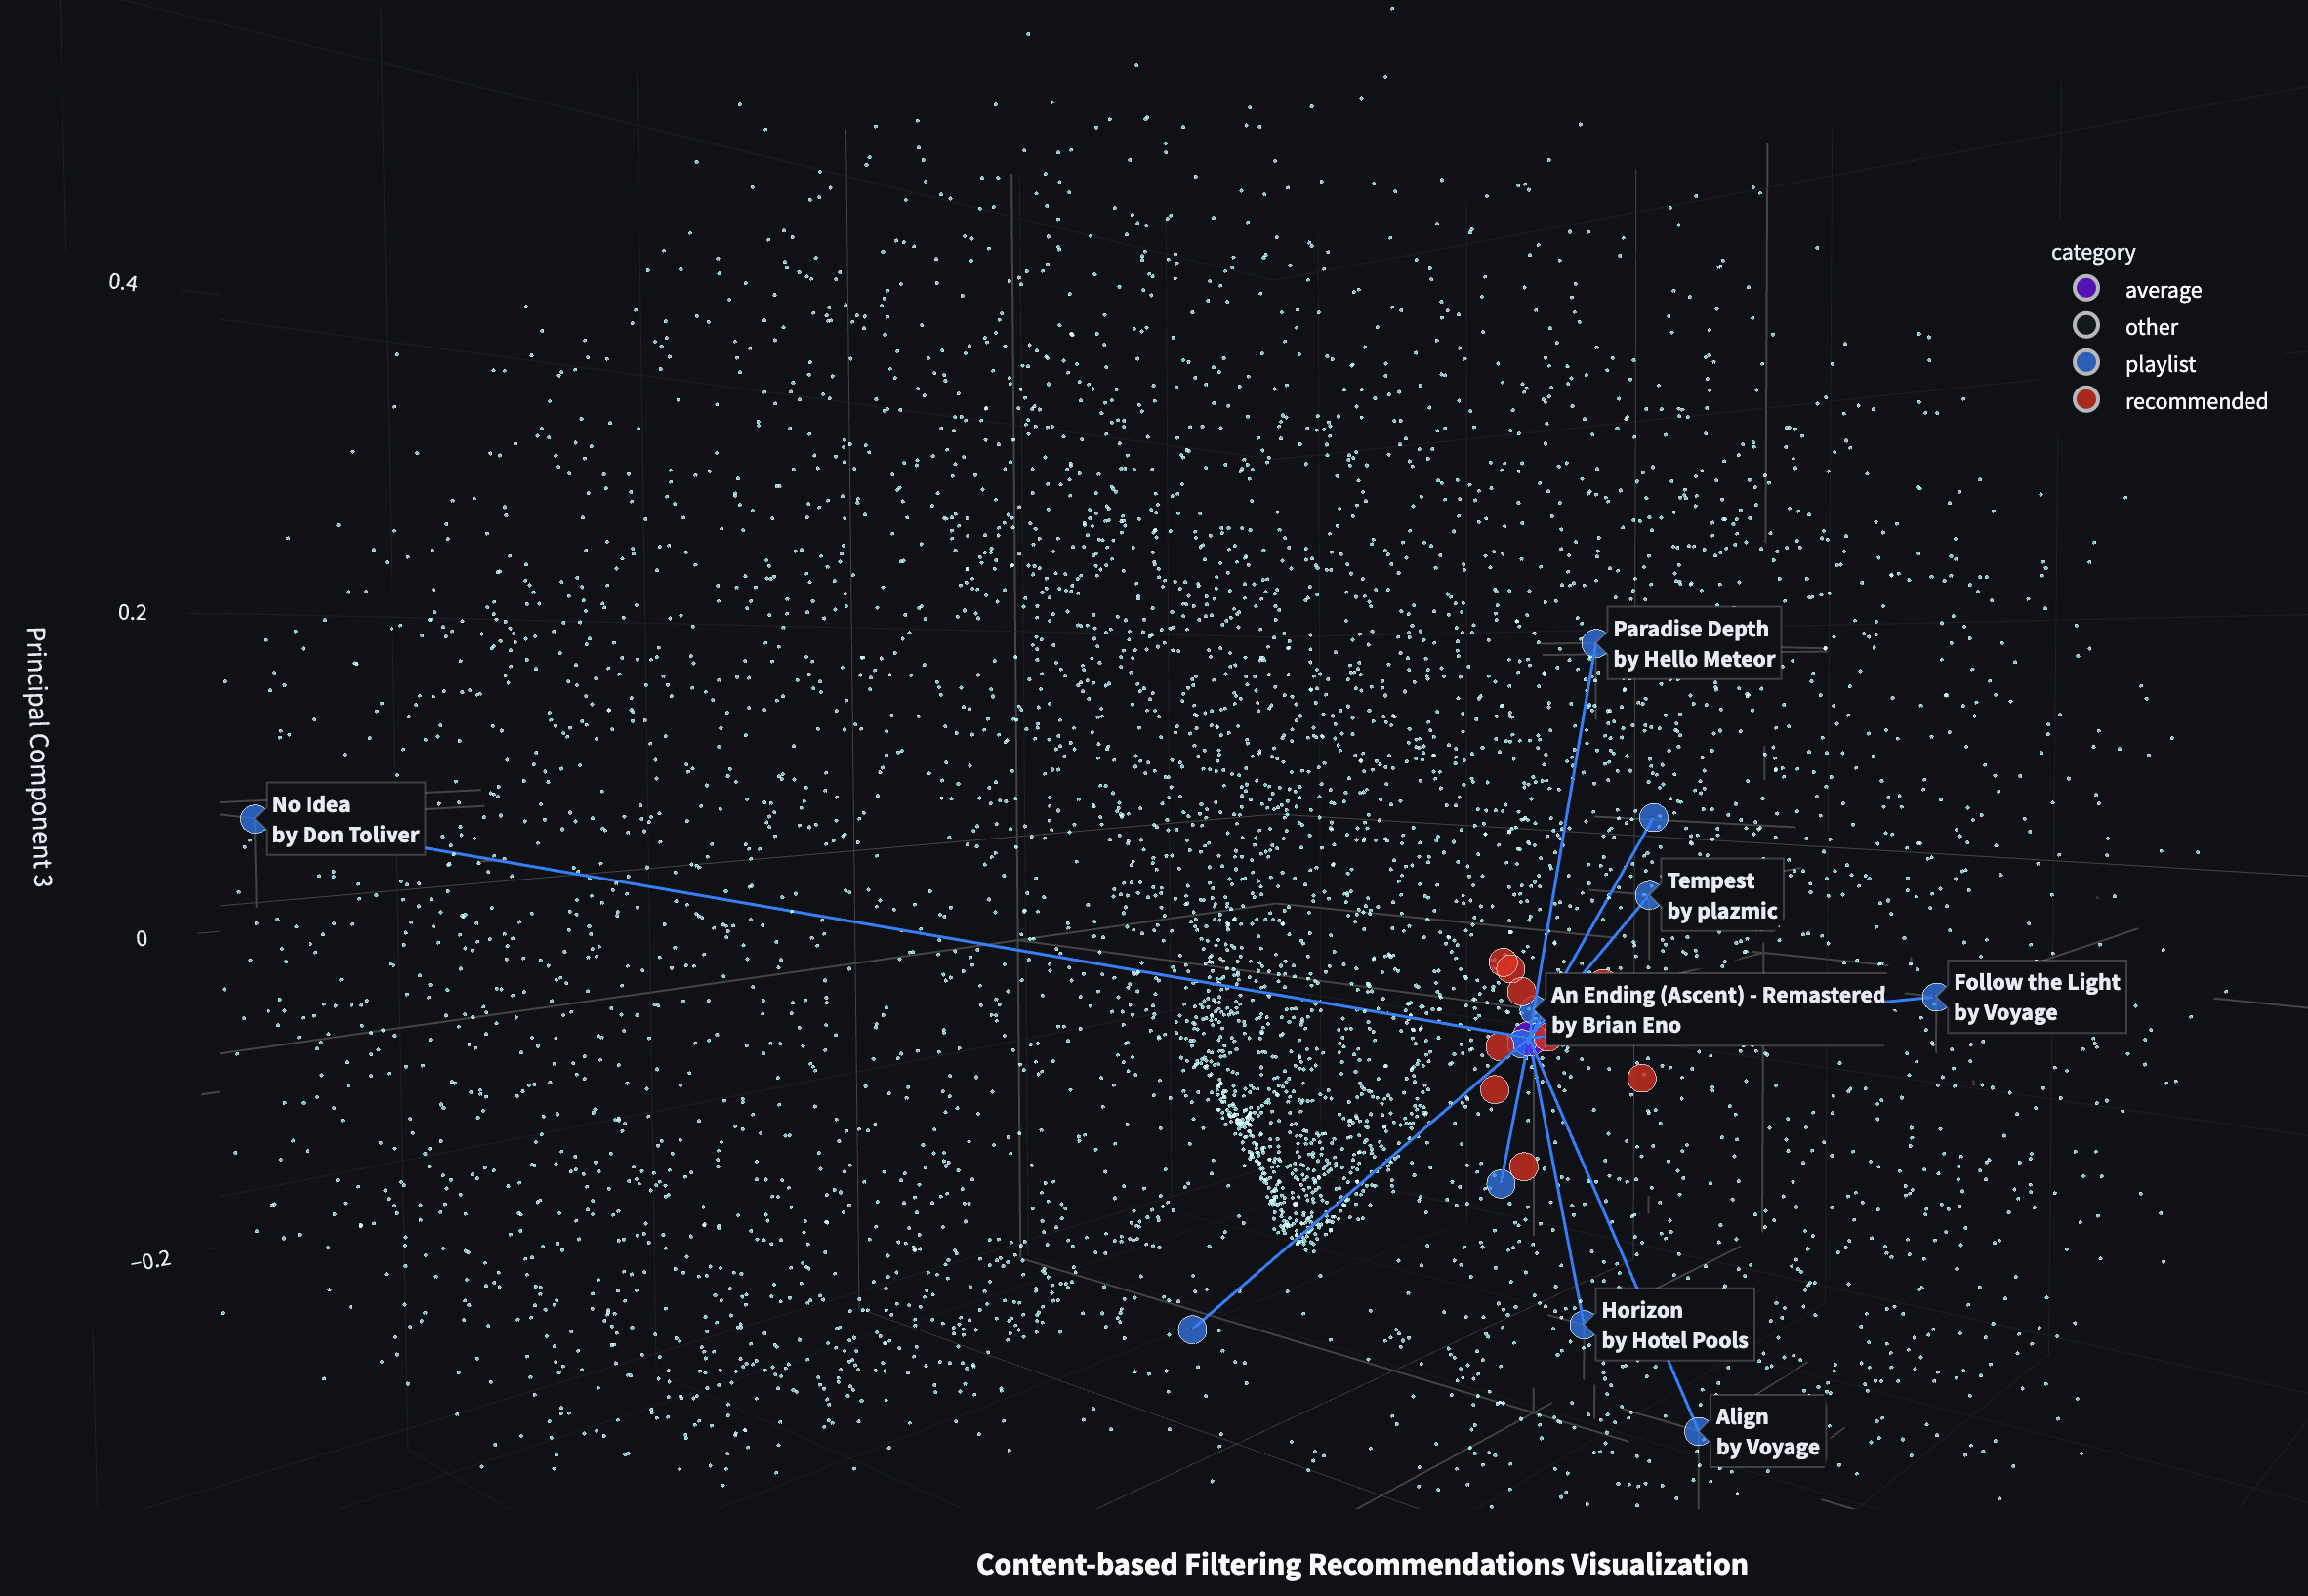 0.4
0.2
0
−0.2
Principal Component 3
category
average
other
playlist
recommended
Paradise Depth
by Hello Meteor
No Idea
by Don Toliver
Tempest
by plazmic
An Ending (Ascent) - Remastered
by Brian Eno
Follow the Light
by Voyage
Horizon
by Hotel Pools
Align
by Voyage
Content-based Filtering Recommendations Visualization